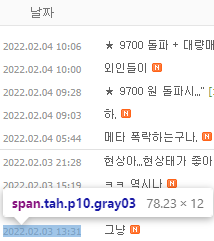 날짜
2022.02.04 10:06 ★ 9700 돌파 + 대량매
2022.02.04 10:00 외인들이 N
2022.02.04 09:28 ★ 9700 원 돌파시,,," [
2022.02.04 09:03 하. N
2022.02.04 05:44 메타 폭락하는구나. N
2022.02.03 21:28 현상아,,,현상태가 좋아
2022.02.03 15:19 ㅋㅋ 역시나 N
span.tah.p10.gray03 78.23 × 12
2022.02.03 13:31 그냥 N